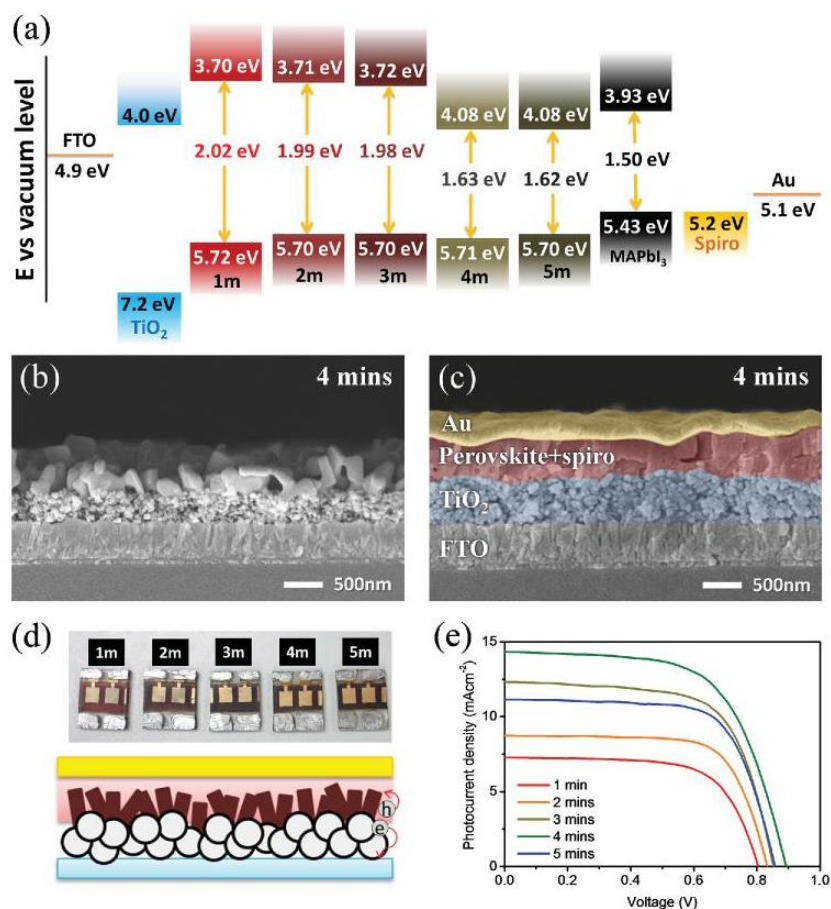 (a)
E vs vacuum level
FTO
4.9 eV
4.0 eV
7.2 eV
TiO2
3.70 eV
2.02 eV
5.72 eV
1m
3.71 eV
1.99 eV
5.70 eV
2m
3.72 eV
1.98 eV
5.70 eV
3m
4.08 eV
1.63 eV
5.71 eV
4m
4.08 eV
1.62 eV
5.70 eV
5m
3.93 eV
1.50 eV
5.43 eV
MAPbI3
5.2 eV
Spiro
Au
5.1 eV
(b)
4 mins
500nm
(c)
4 mins
Au
Perovskite+spiro
TiO2
FTO
500nm
(d)
1m 2m 3m 4m 5m
h
e
(e)
Photocurrent density (mAcm-2)
15
10
5
0
1 min
2 mins
3 mins
4 mins
5 mins
0.0 0.2 0.4 0.6 0.8 1.0
Voltage (V)